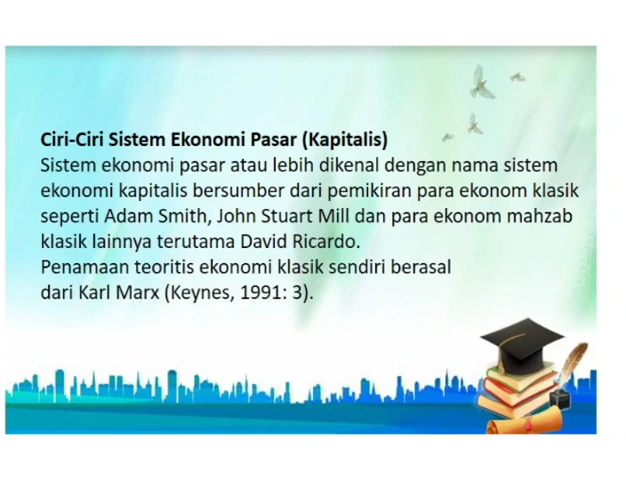 Ciri-Ciri Sistem Ekonomi Pasar (Kapitalis)
Sistem ekonomi pasar atau lebih dikenal dengan nama sistem
ekonomi kapitalis bersumber dari pemikiran para ekonom klasik
seperti Adam Smith, John Stuart Mill dan para ekonom mahzab
klasik lainnya terutama David Ricardo.
Penamaan teoritis ekonomi klasik sendiri berasal
dari Karl Marx (Keynes, 1991: 3).